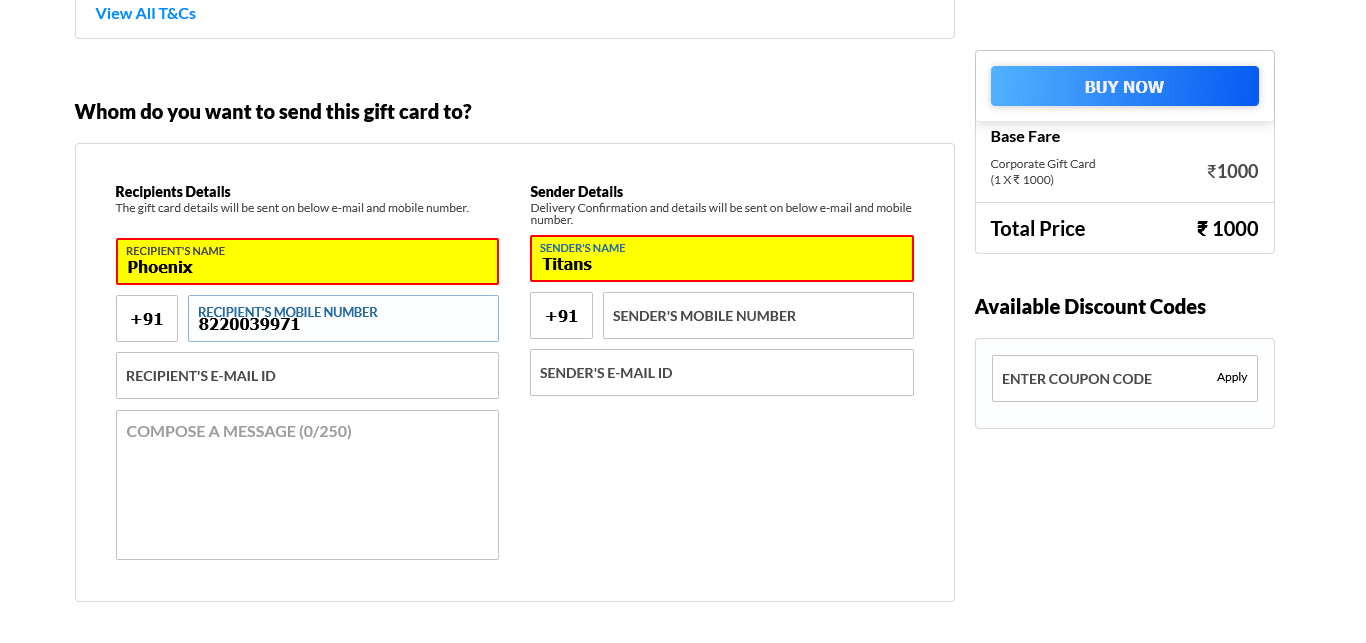 View All T&Cs
Whom do you want to send this gift card to?
Recipients Details
The gift card details will be sent on below e-mail and mobile number.
RECIPIENT'S NAME
Phoenix
+91
RECIPIENT'S MOBILE NUMBER
8220039971
RECIPIENT'S E-MAIL ID
COMPOSE A MESSAGE (0/250)
Sender Details
Delivery Confirmation and details will be sent on below e-mail and mobile
number.
SENDER'S NAME
Titans
+91
SENDER'S MOBILE NUMBER
SENDER'S E-MAIL ID
BUY NOW
Base Fare
Corporate Gift Card
(1 X ₹ 1000)
₹1000
Total Price
₹ 1000
Available Discount Codes
ENTER COUPON CODE
Apply